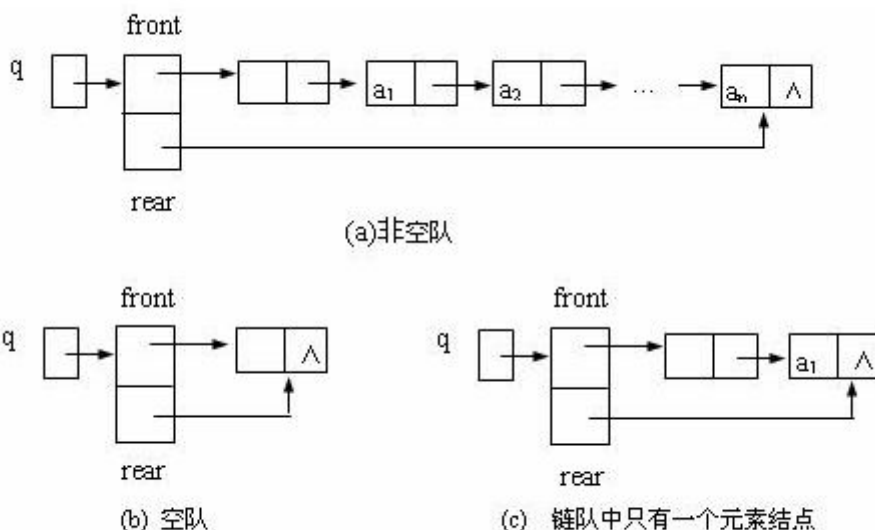 front
q
a₁ a₂ … aₙ ∧
rear
(a)非空队
front
q
∧
rear
(b) 空队
front
q
a₁ ∧
rear
(c) 链队中只有一个元素结点